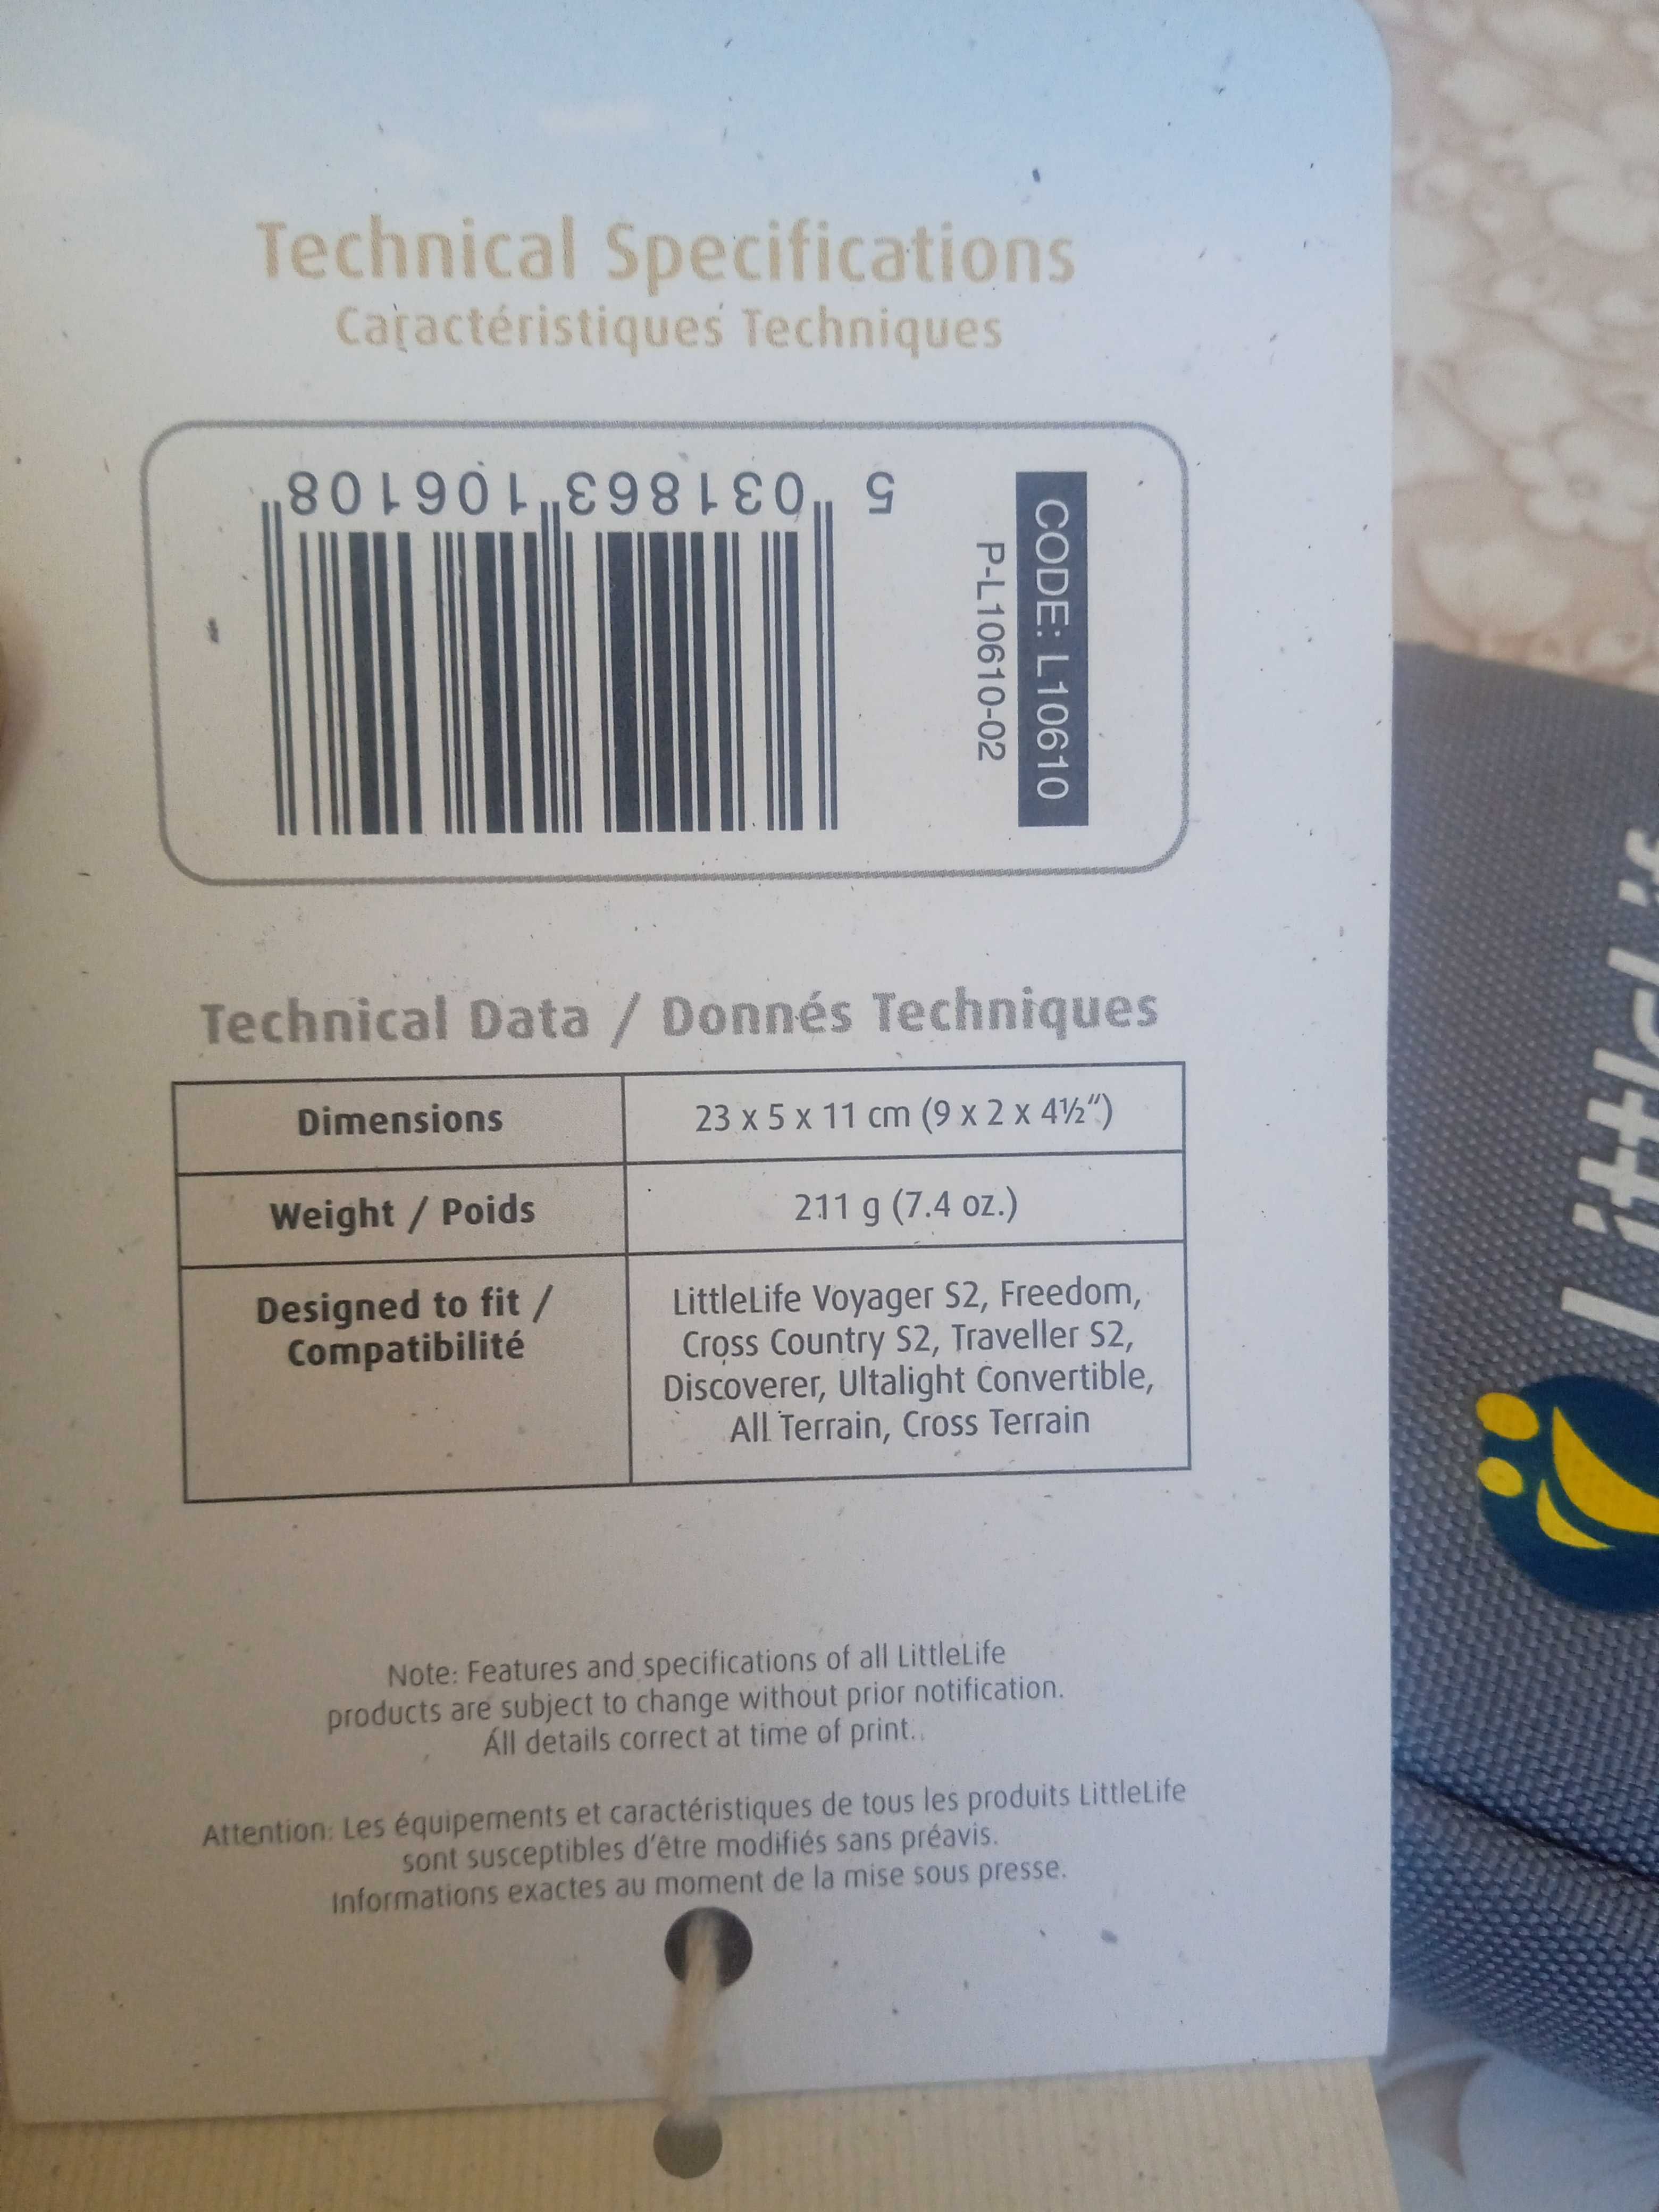 Technical Specifications
Caractéristiques Techniques
5 031863 106108
CODE: L10610
P-L10610-02
Technical Data / Donnés Techniques
Dimensions
23 x 5 x 11 cm (9 x 2 x 4½")
Weight / Poids
211 g (7.4 oz.)
Designed to fit /
Compatibilité
LittleLife Voyager S2, Freedom,
Cross Country S2, Traveller S2,
Discoverer, Ultalight Convertible,
All Terrain, Cross Terrain
Note: Features and specifications of all LittleLife
products are subject to change without prior notification.
All details correct at time of print.
Attention: Les équipements et caractéristiques de tous les produits LittleLife
sont susceptibles d'être modifiés sans préavis.
Informations exactes au moment de la mise sous presse.